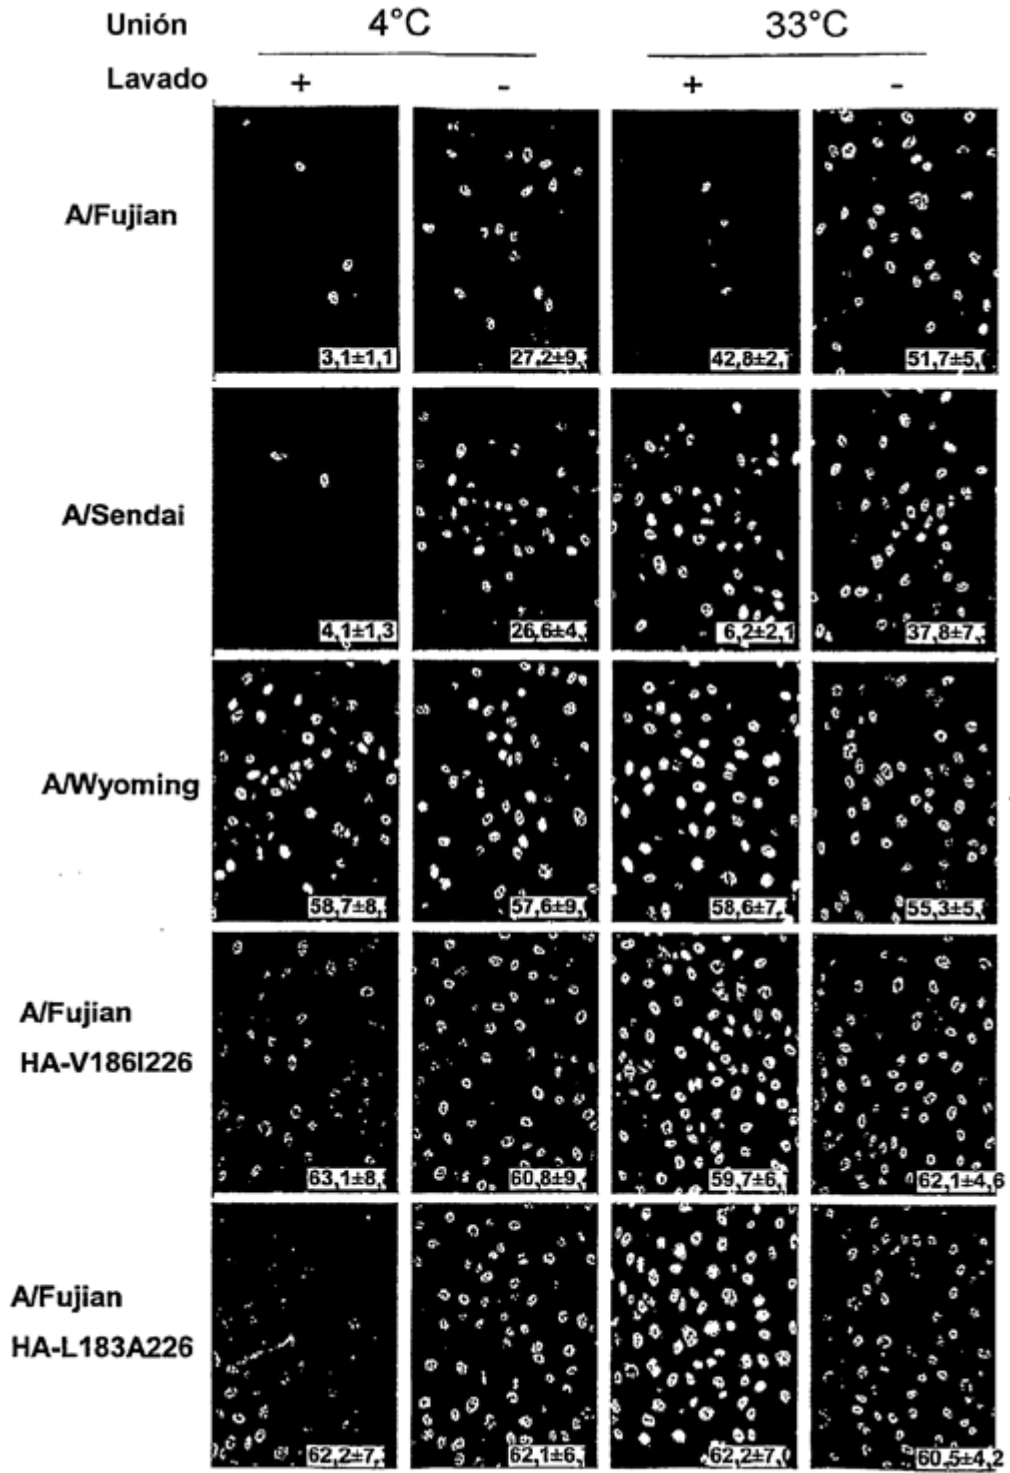 Unión 4°C 33°C
Lavado + - + -
A/Fujian
3,1±1,1 27,2±9, 42,8±2, 51,7±5,
A/Sendai
4,1±1,3 26,6±4, 6,2±2,1 37,8±7,
A/Wyoming
58,7±8, 57,6±9, 58,6±7, 55,3±5,
A/Fujian
HA-V186I226
63,1±8, 60,8±9, 59,7±6, 62,1±4,6
A/Fujian
HA-L183A226
62,2±7, 62,1±6, 62,2±7, 60,5±4,2